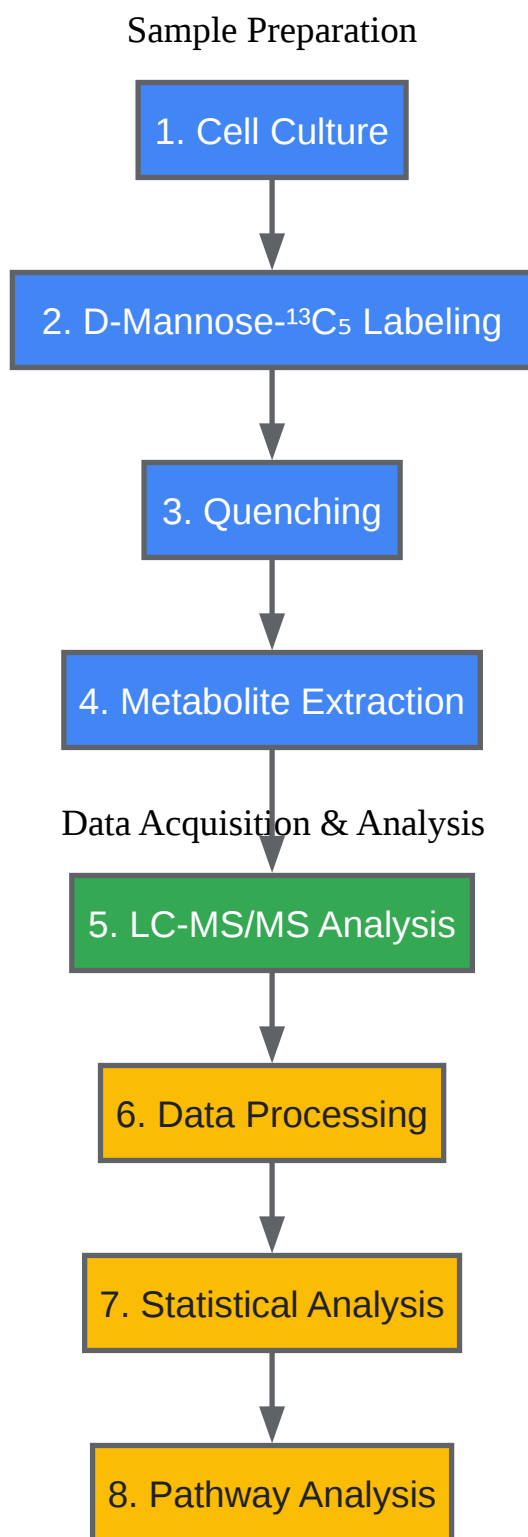 Sample Preparation
1. Cell Culture
2. D-Mannose-¹³C₅ Labeling
3. Quenching
4. Metabolite Extraction
Data Acquisition & Analysis
5. LC-MS/MS Analysis
6. Data Processing
7. Statistical Analysis
8. Pathway Analysis